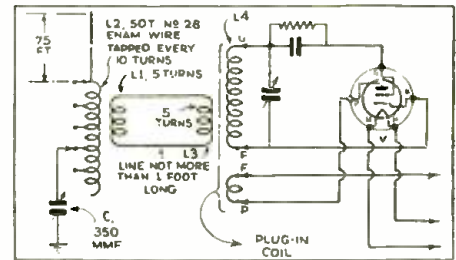 75
FT
L2, 50T Nº 28
ENAM WIRE
TAPPED EVERY
10 TURNS
L1, 5 TURNS
L4
G
5
TURNS
L3
LINE NOT MORE
THAN 1 FOOT
LONG
F
F
P
V
C,
350
MMF
PLUG-IN
COIL